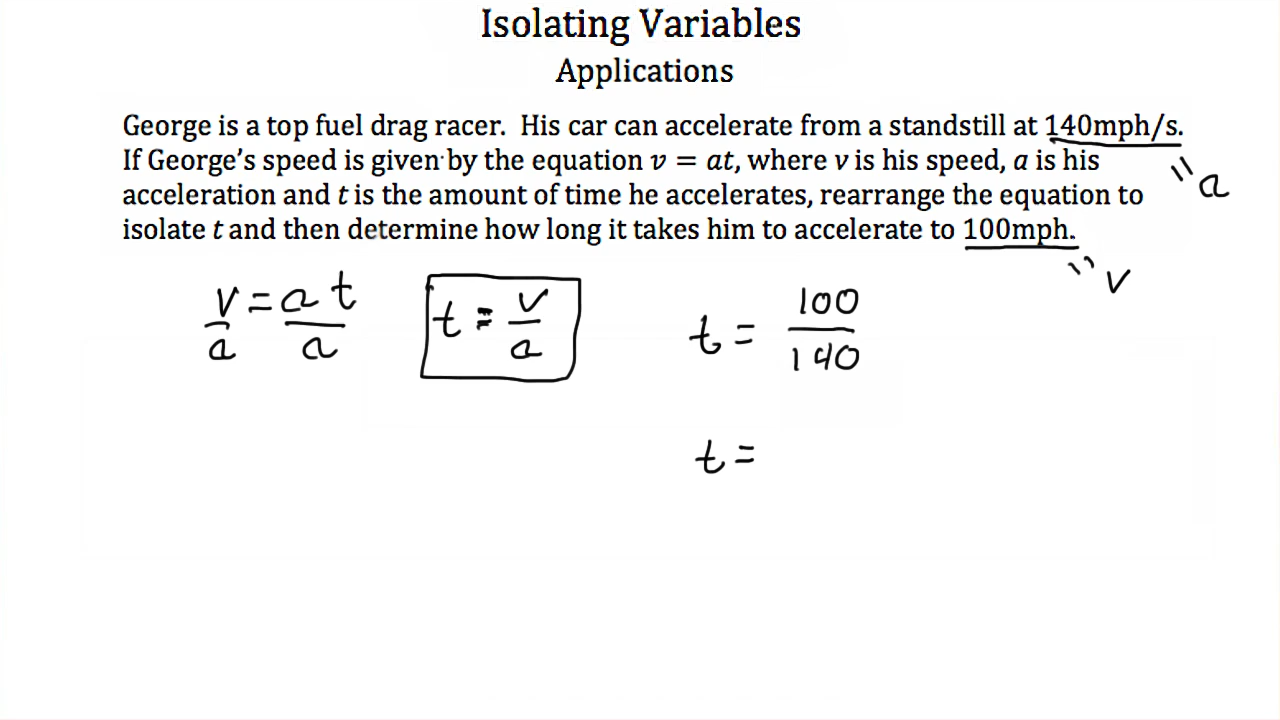 Isolating Variables
Applications
George is a top fuel drag racer. His car can accelerate from a standstill at 140mph/s.
If George's speed is given by the equation v = at, where v is his speed, a is his
acceleration and t is the amount of time he accelerates, rearrange the equation to
isolate t and then determine how long it takes him to accelerate to 100mph.
" a
" v
v = a t
a a
t = v
a
t = 100
140
t =